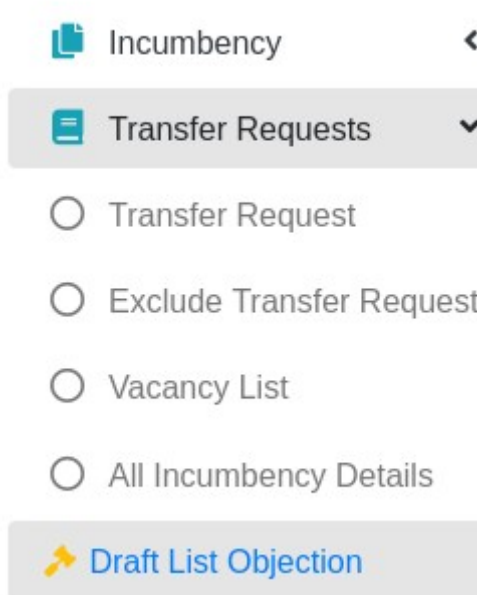 Incumbency
Transfer Requests
Transfer Request
Exclude Transfer Request
Vacancy List
All Incumbency Details
Draft List Objection